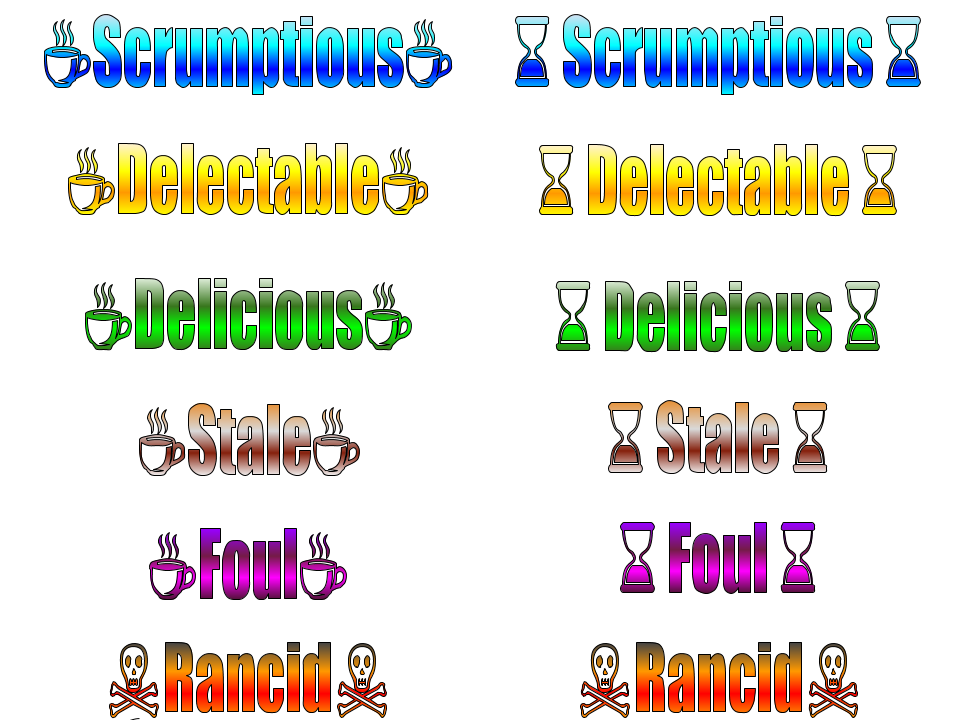 Scrumptious Scrumptious
Delectable Delectable
Delicious Delicious
Stale Stale
Foul Foul
Rancid Rancid